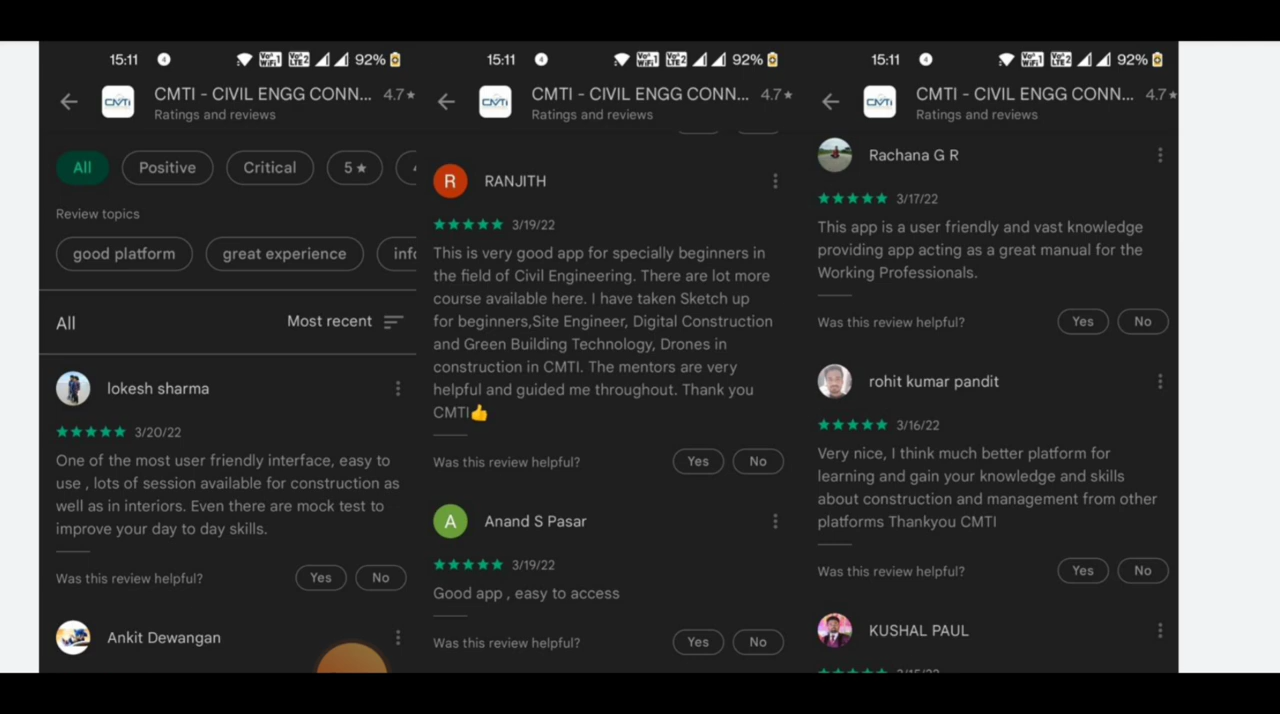 15:11 4 92%
CMTI - CIVIL ENGG CONN... 4.7★
Ratings and reviews
All Positive Critical 5 ★
Review topics
good platform great experience
All Most recent
lokesh sharma
3/20/22
One of the most user friendly interface, easy to
use , lots of session available for construction as
well as in interiors. Even there are mock test to
improve your day to day skills.
Was this review helpful? Yes No
Ankit Dewangan
15:11 4 92%
CMTI - CIVIL ENGG CONN... 4.7★
Ratings and reviews
R RANJITH
3/19/22
This is very good app for specially beginners in
the field of Civil Engineering. There are lot more
course available here. I have taken Sketch up
for beginners,Site Engineer, Digital Construction
and Green Building Technology, Drones in
construction in CMTI. The mentors are very
helpful and guided me throughout. Thank you
CMTI👍
Was this review helpful? Yes No
A Anand S Pasar
3/19/22
Good app , easy to access
Was this review helpful? Yes No
15:11 4 92%
CMTI - CIVIL ENGG CONN... 4.7★
Ratings and reviews
Rachana G R
3/17/22
This app is a user friendly and vast knowledge
providing app acting as a great manual for the
Working Professionals.
Was this review helpful? Yes No
rohit kumar pandit
3/16/22
Very nice, I think much better platform for
learning and gain your knowledge and skills
about construction and management from other
platforms Thankyou CMTI
Was this review helpful? Yes No
KUSHAL PAUL